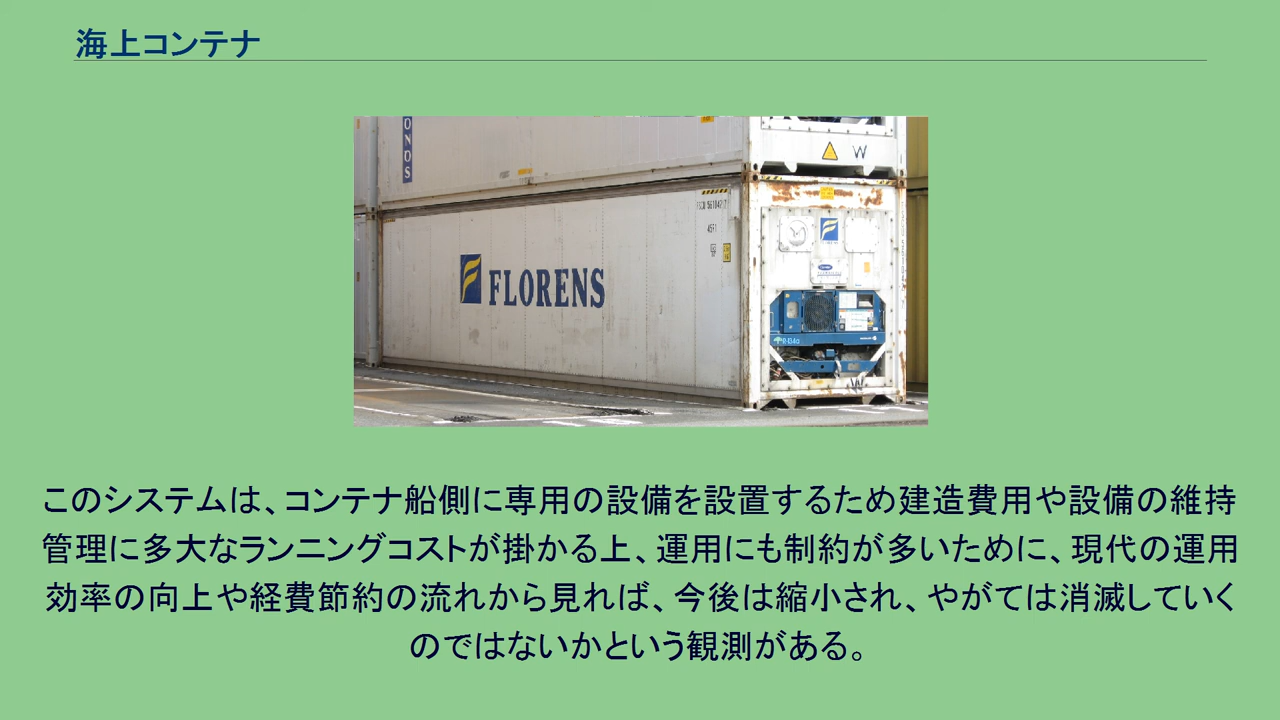 海上コンテナ
ONDS
W
45R1
FLORENS
R-134a
W
このシステムは、コンテナ船側に専用の設備を設置するため建造費用や設備の維持
管理に多大なランニングコストが掛かる上、運用にも制約が多いために、現代の運用
効率の向上や経費節約の流れから見れば、今後は縮小され、やがては消滅していく
のではないかという観測がある。